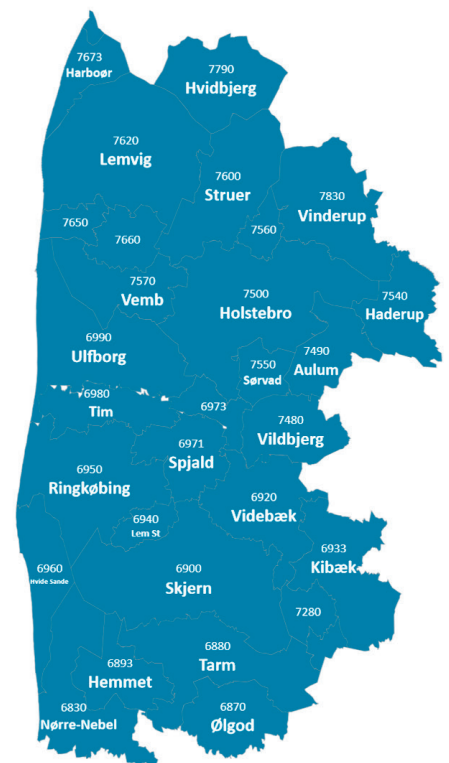 7673
Harboør
7790
Hvidbjerg
7620
Lemvig
7600
Struer
7830
Vinderup
7650
7660
7560
7570
Vemb
7500
Holstebro
7540
Haderup
6990
Ulfborg
7550
Sørvad
7490
Aulum
6980
Tim
6973
7480
Vildbjerg
6971
Spjald
6950
Ringkøbing
6920
Videbæk
6940
Lem St
6933
Kibæk
6960
Hvide Sande
6900
Skjern
7280
6880
Tarm
6893
Hemmet
6830
Nørre-Nebel
6870
Ølgod